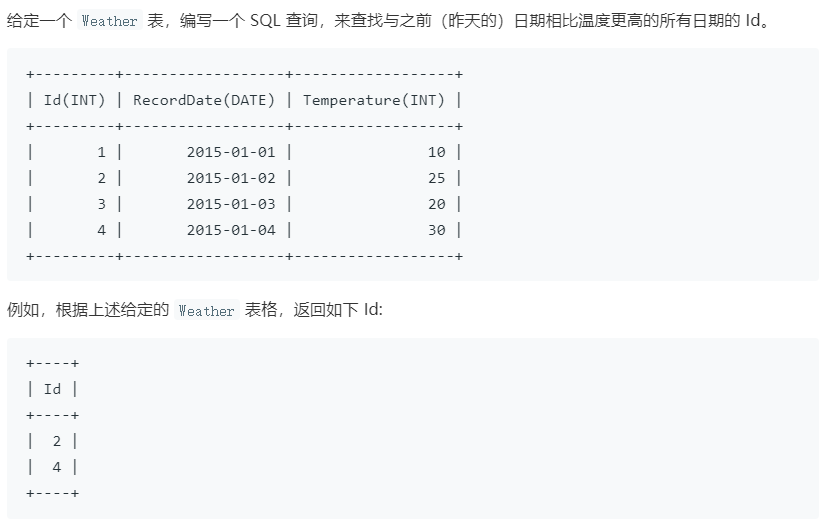 给定一个 Weather 表，编写一个 SQL 查询，来查找与之前（昨天的）日期相比温度更高的所有日期的 Id。
+---------+------------------+------------------+
| Id(INT) | RecordDate(DATE) | Temperature(INT) |
+---------+------------------+------------------+
|       1 |       2015-01-01 |               10 |
|       2 |       2015-01-02 |               25 |
|       3 |       2015-01-03 |               20 |
|       4 |       2015-01-04 |               30 |
+---------+------------------+------------------+
例如，根据上述给定的 Weather 表格，返回如下 Id:
+----+
| Id |
+----+
|  2 |
|  4 |
+----+